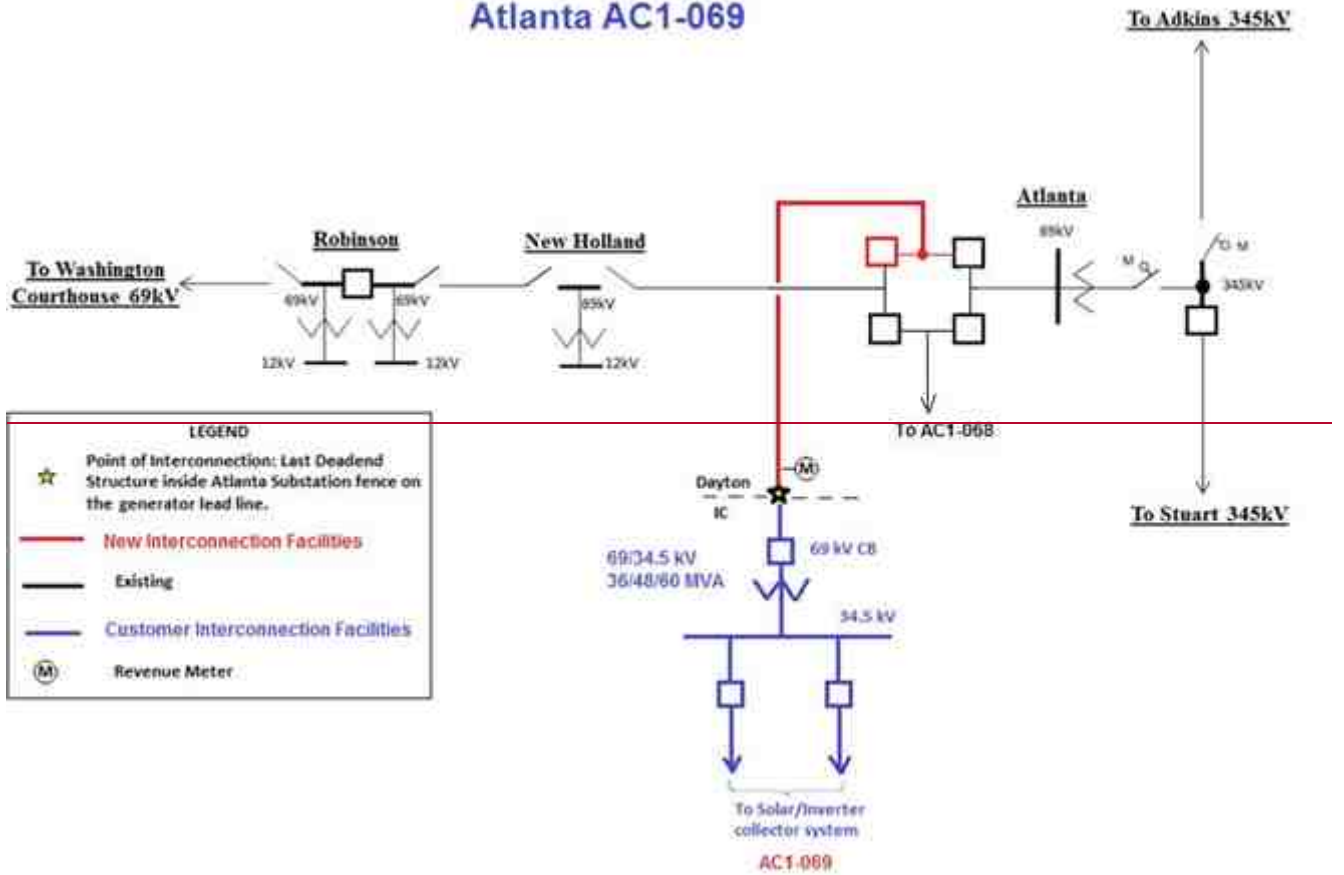 Atlanta AC1-069
To Adkins 345kV
Atlanta
69kV
M
M
345kV
Robinson
New Holland
To Washington
Courthouse 69kV
69kV
69kV
69kV
12kV
12kV
12kV
To AC1-068
To Stuart 345kV
LEGEND
Point of Interconnection: Last Deadend
Structure inside Atlanta Substation fence on
the generator lead line.
New Interconnection Facilities
Existing
Customer Interconnection Facilities
M
Revenue Meter
M
Dayton
IC
69/34.5 kV
36/48/60 MVA
69 kV CB
34.5 kV
To Solar/Inverter
collector system
AC1-069